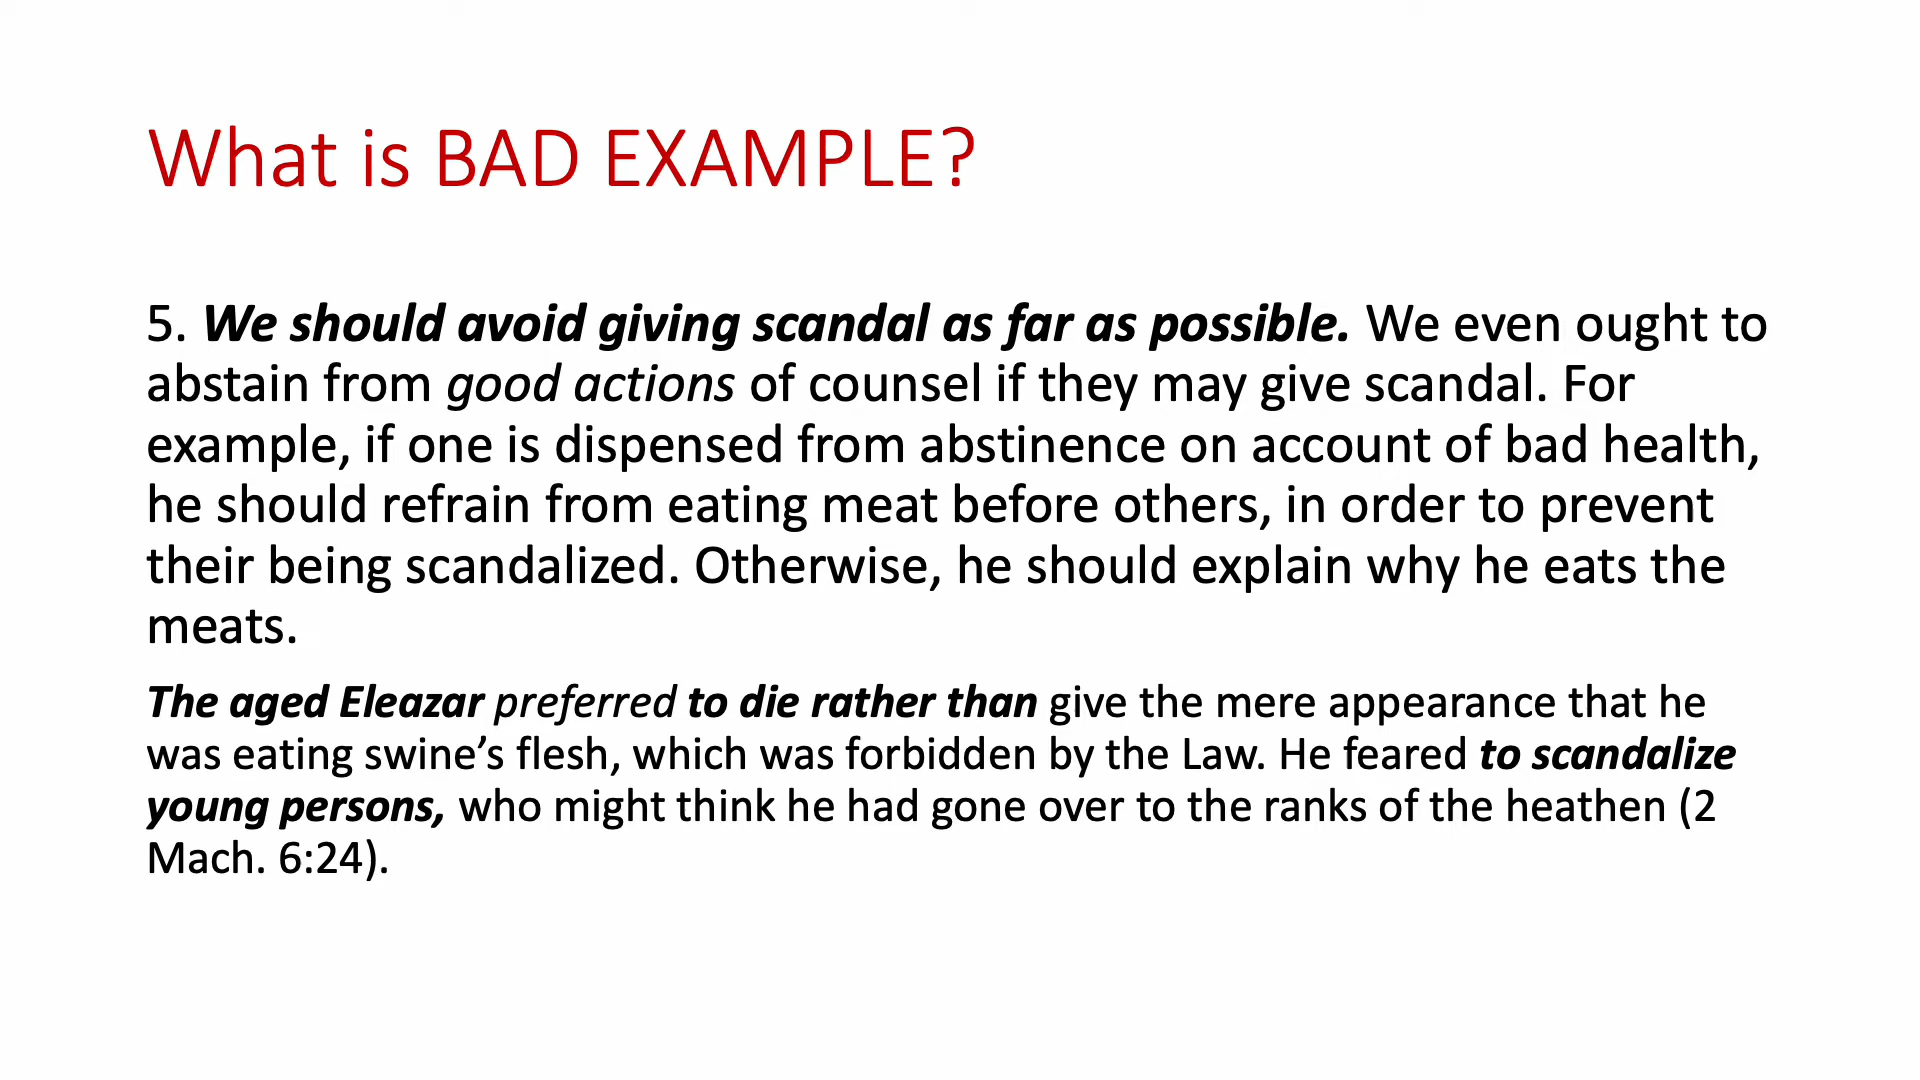 What is BAD EXAMPLE?
5. We should avoid giving scandal as far as possible. We even ought to
abstain from good actions of counsel if they may give scandal. For
example, if one is dispensed from abstinence on account of bad health,
he should refrain from eating meat before others, in order to prevent
their being scandalized. Otherwise, he should explain why he eats the
meats.
The aged Eleazar preferred to die rather than give the mere appearance that he
was eating swine’s flesh, which was forbidden by the Law. He feared to scandalize
young persons, who might think he had gone over to the ranks of the heathen (2
Mach. 6:24).